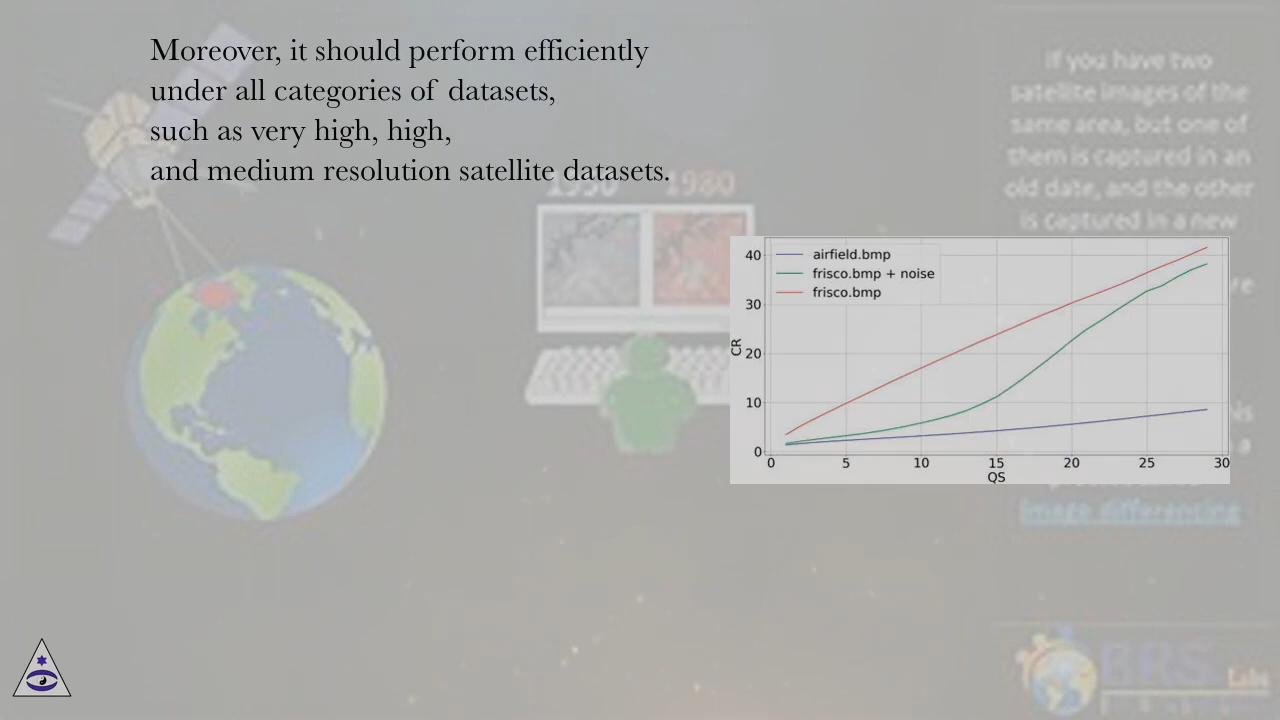 Moreover, it should perform efficiently
under all categories of datasets,
such as very high, high,
and medium resolution satellite datasets.
1980
If you have two
satellite images of the
same area, but one of
them is captured in an
old date, and the other
is captured in a new
airfield.bmp
frisco.bmp + noise
frisco.bmp
CR
40
30
20
10
0
0 5 10 15 20 25 30
QS
image differencing
BRS Labs